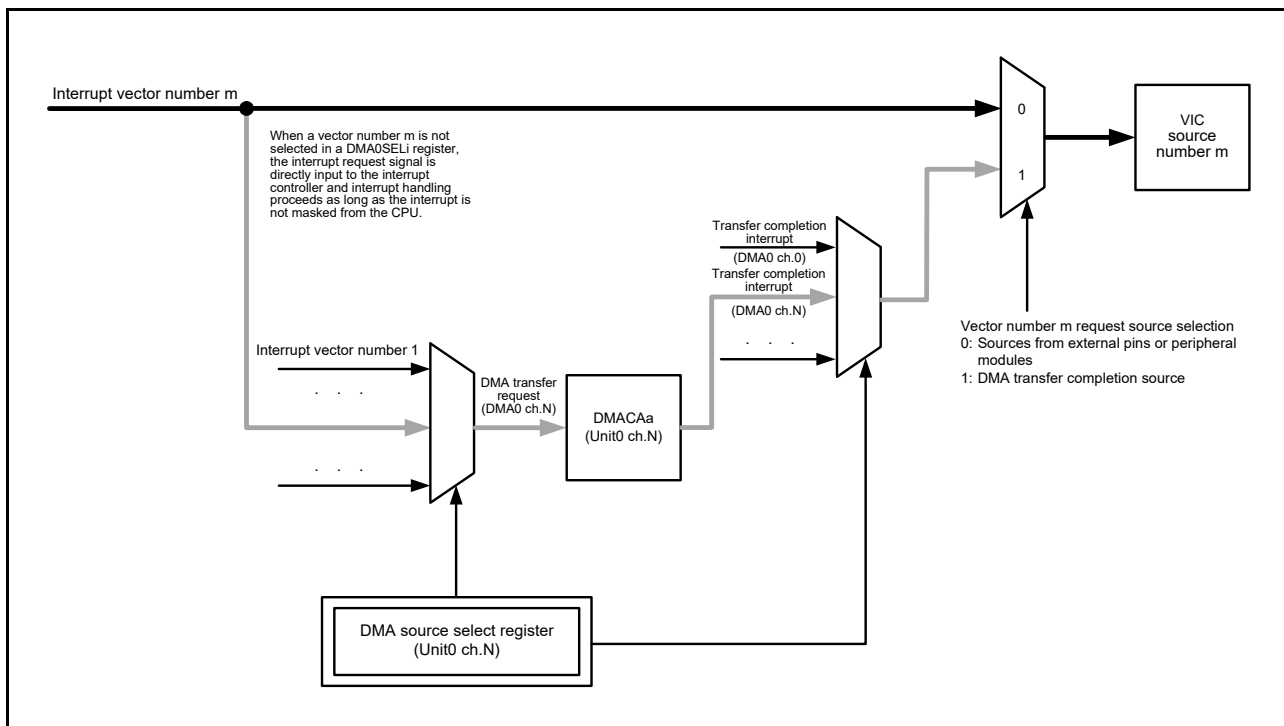 Interrupt vector number m
When a vector number m is not
selected in a DMA0SELi register,
the interrupt request signal is
directly input to the interrupt
controller and interrupt handling
proceeds as long as the interrupt is
not masked from the CPU.
0
1
VIC
source
number m
Transfer completion
interrupt
(DMA0 ch.0)
Transfer completion
interrupt
(DMA0 ch.N)
. . .
Vector number m request source selection
0: Sources from external pins or peripheral
modules
1: DMA transfer completion source
Interrupt vector number 1
. . .
. . .
DMA transfer
request
(DMA0 ch.N)
DMACAa
(Unit0 ch.N)
DMA source select register
(Unit0 ch.N)